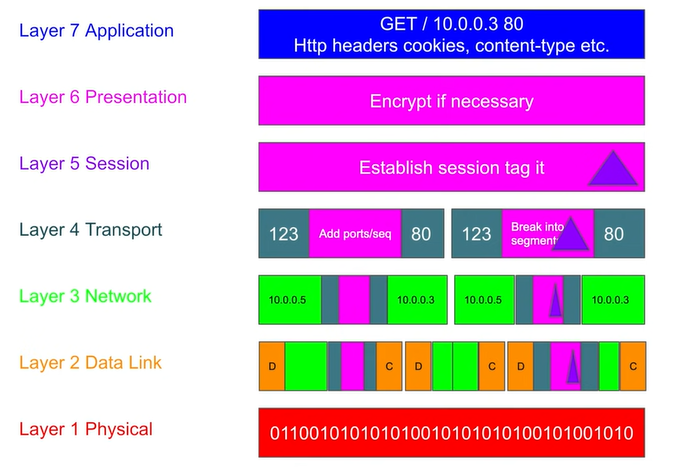 Layer 7 Application
GET / 10.0.0.3 80
Http headers cookies, content-type etc.
Layer 6 Presentation
Encrypt if necessary
Layer 5 Session
Establish session tag it
Layer 4 Transport
123 Add ports/seq 80 123 Break into segments 80
Layer 3 Network
10.0.0.5 10.0.0.3 10.0.0.5 10.0.0.3
Layer 2 Data Link
D C D C D C
Layer 1 Physical
011001010101010010101010100101001010